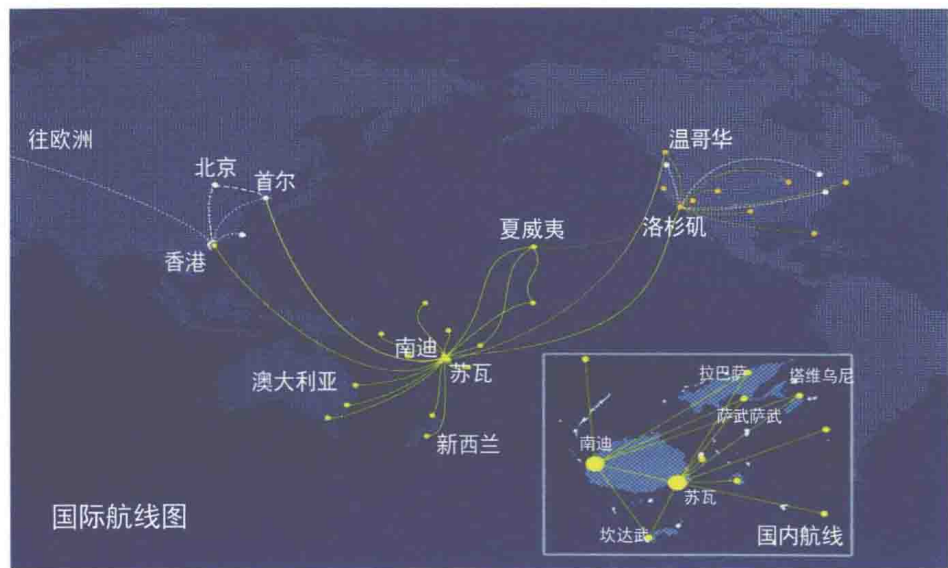 往欧洲
北京
首尔
香港
温哥华
洛杉矶
夏威夷
南迪
苏瓦
澳大利亚
新西兰
国际航线图
拉巴萨
塔维乌尼
萨武萨武
南迪
苏瓦
坎达武
国内航线